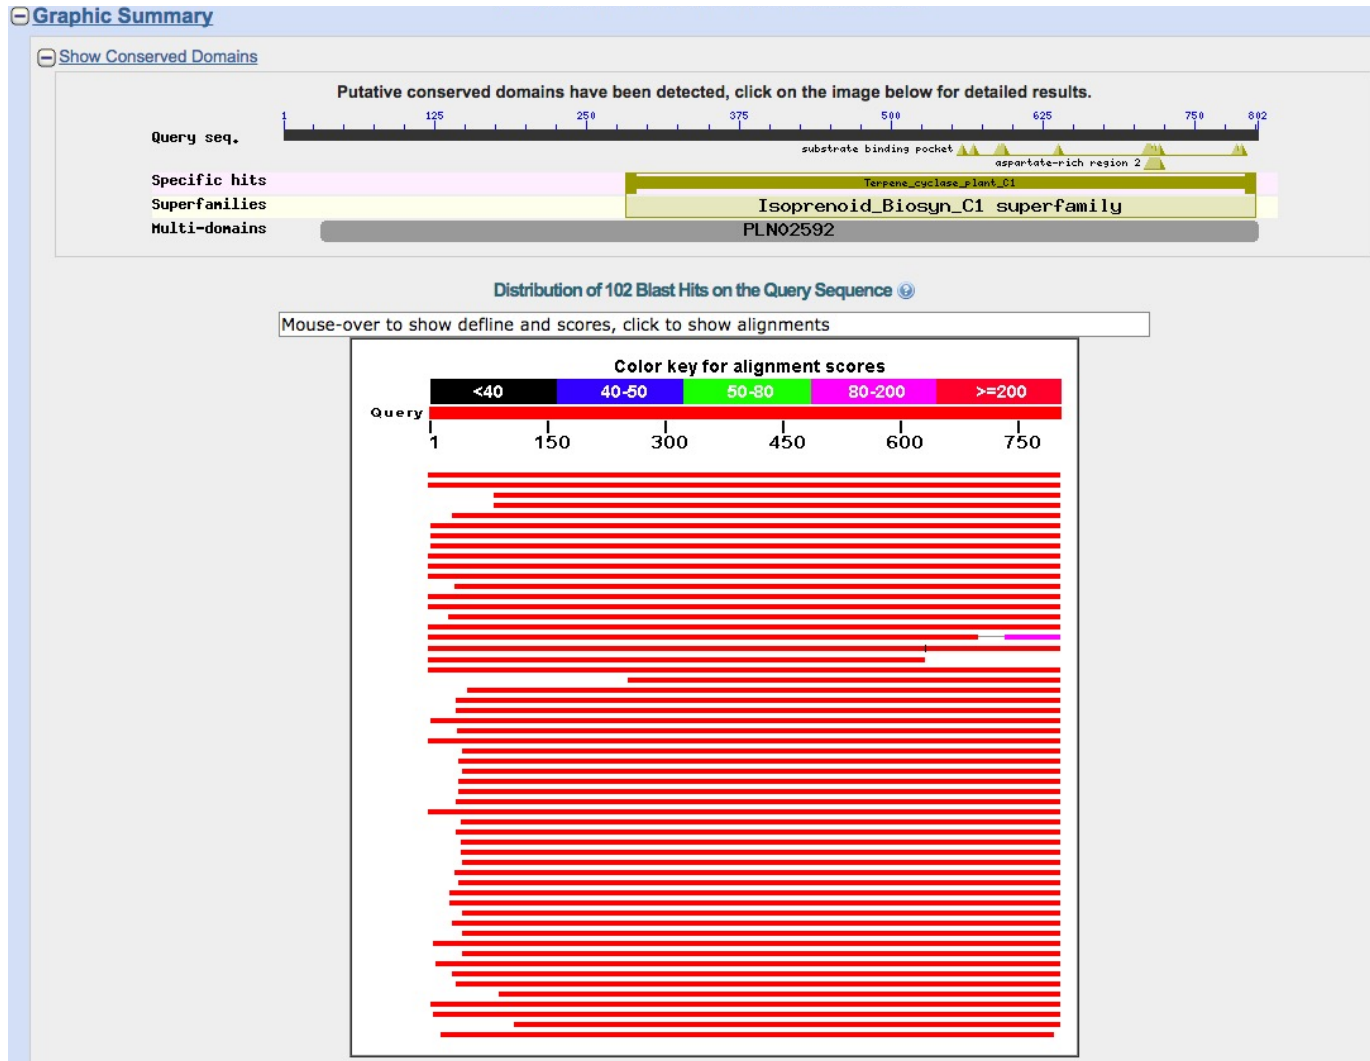 Graphic Summary
Show Conserved Domains
Putative conserved domains have been detected, click on the image below for detailed results.
1 125 250 375 500 625 750 802
Query seq.
substrate binding pocket
aspartate-rich region 2
Specific hits Terpene_cyclase_plant_C1
Superfamilies Isoprenoid_Biosyn_C1 superfamily
Multi-domains PLN02592
Distribution of 102 Blast Hits on the Query Sequence
Mouse-over to show defline and scores, click to show alignments
Color key for alignment scores
<40 40-50 50-80 80-200 >=200
Query
1 150 300 450 600 750